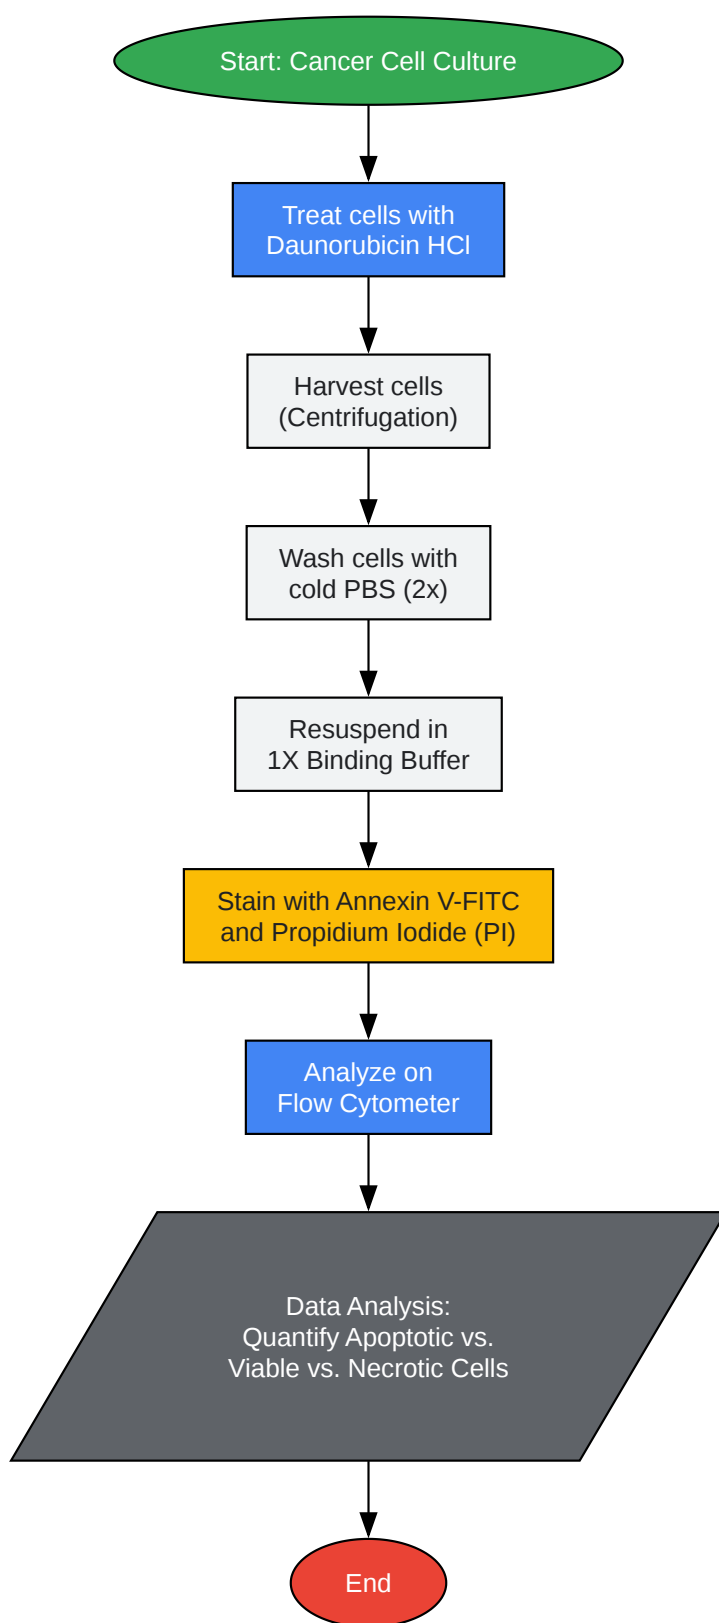 Start: Cancer Cell Culture
Treat cells with
Daunorubicin HCl
Harvest cells
(Centrifugation)
Wash cells with
cold PBS (2x)
Resuspend in
1X Binding Buffer
Stain with Annexin V-FITC
and Propidium Iodide (PI)
Analyze on
Flow Cytometer
Data Analysis:
Quantify Apoptotic vs.
Viable vs. Necrotic Cells
End